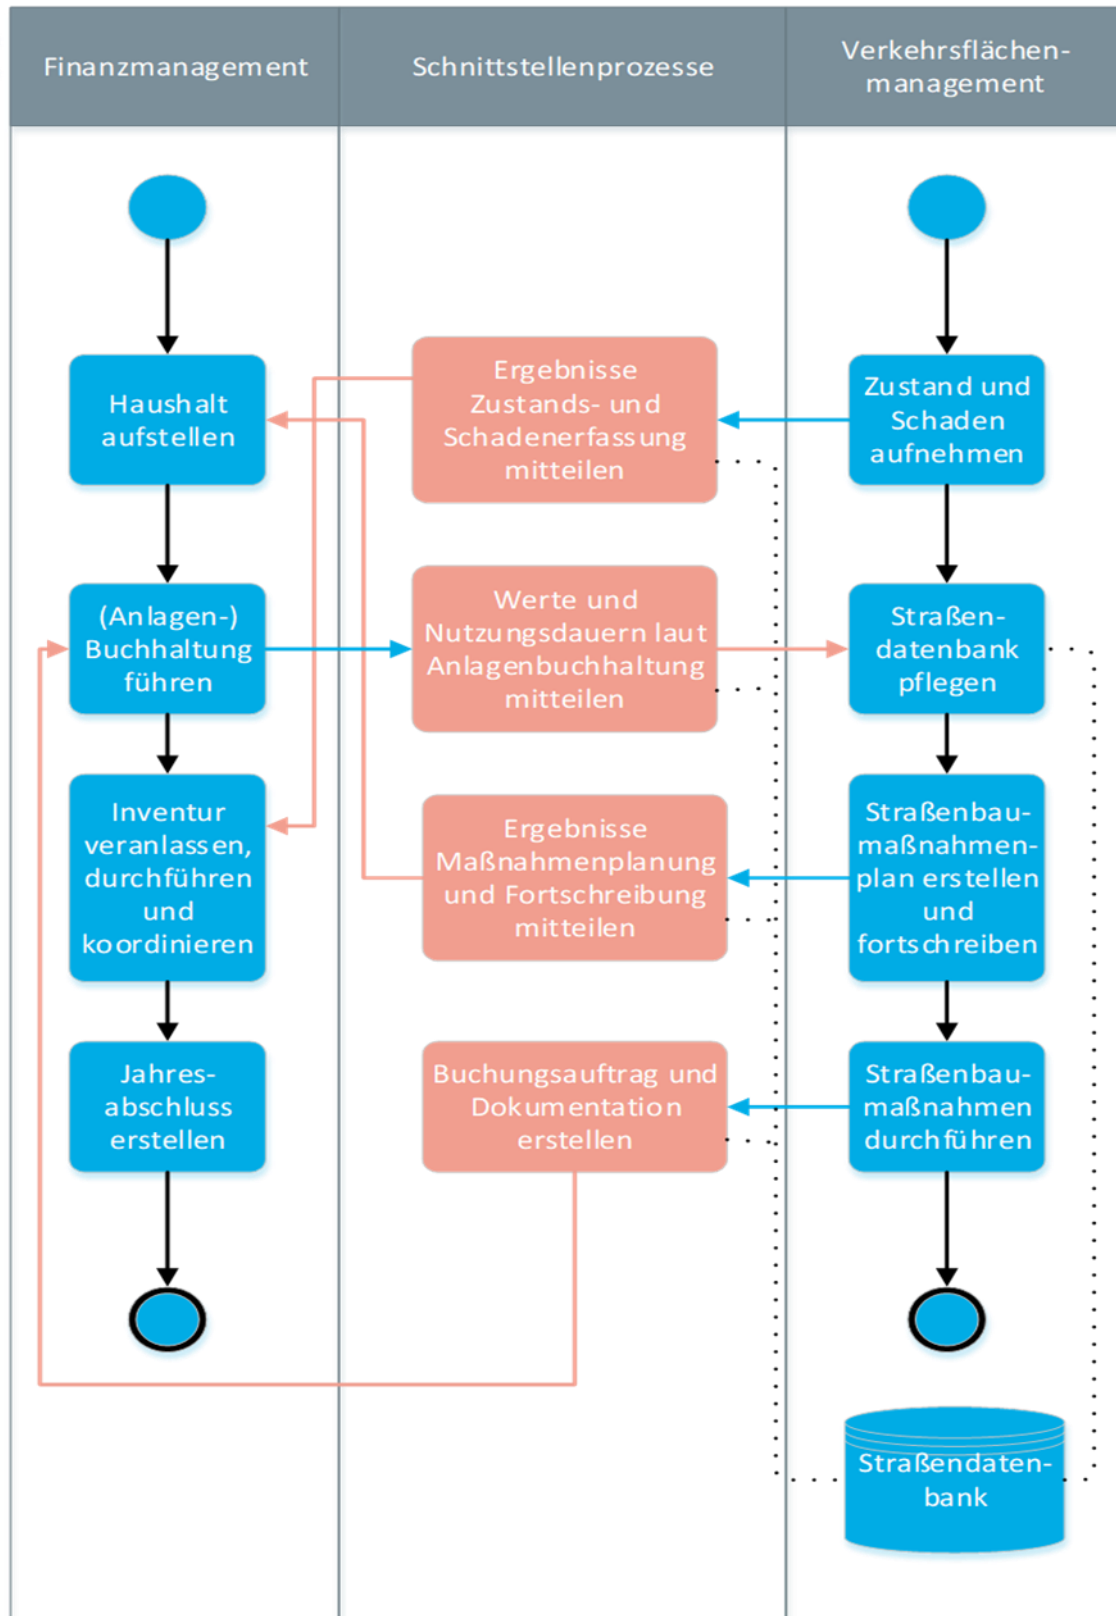 Finanzmanagement
Schnittstellenprozesse
Verkehrsflächen-
management
Haushalt
aufstellen
Ergebnisse
Zustands- und
Schadenerfassung
mitteilen
Zustand und
Schaden
aufnehmen
(Anlagen-)
Buchhaltung
führen
Werte und
Nutzungsdauern laut
Anlagenbuchhaltung
mitteilen
Straßen-
datenbank
pflegen
Inventur
veranlassen,
durchführen
und
koordinieren
Ergebnisse
Maßnahmenplanung
und Fortschreibung
mitteilen
Straßenbau-
maßnahmen-
plan erstellen
und
fortschreiben
Jahres-
abschluss
erstellen
Buchungsauftrag und
Dokumentation
erstellen
Straßenbau-
maßnahmen
durchführen
Straßendaten-
bank